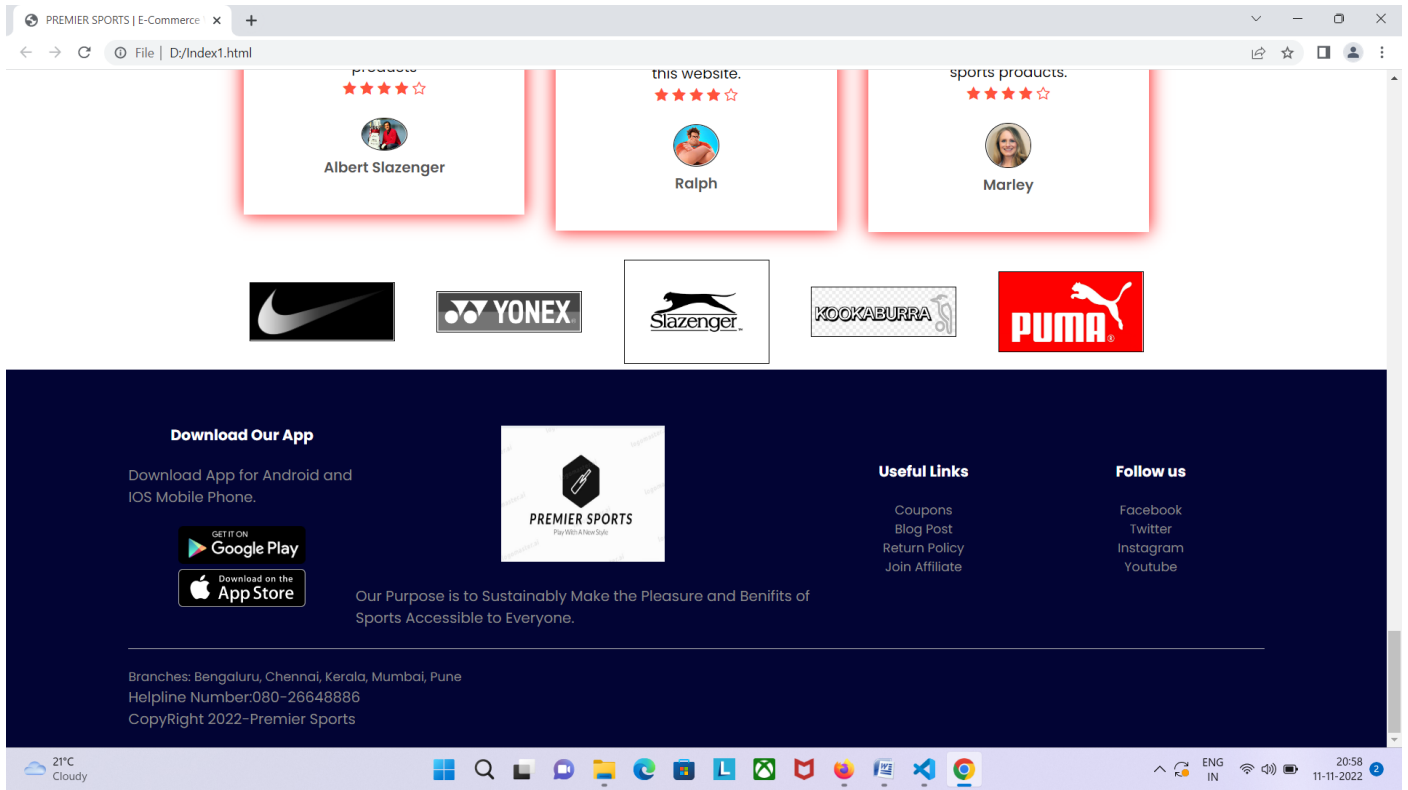 PREMIER SPORTS | E-Commerce
File | D:/Index1.html
products
this website.
sports products.
Albert Slazenger
Ralph
Marley
YONEX
Slazenger
KOOKABURRA
PUMA
Download Our App
Download App for Android and
IOS Mobile Phone.
GET IT ON
Google Play
Download on the
App Store
PREMIER SPORTS
Play With A New Style
Our Purpose is to Sustainably Make the Pleasure and Benifits of
Sports Accessible to Everyone.
Useful Links
Coupons
Blog Post
Return Policy
Join Affiliate
Follow us
Facebook
Twitter
Instagram
Youtube
Branches: Bengaluru, Chennai, Kerala, Mumbai, Pune
Helpline Number:080-26648886
CopyRight 2022-Premier Sports
21°C
Cloudy
ENG
IN
20:58
11-11-2022
2